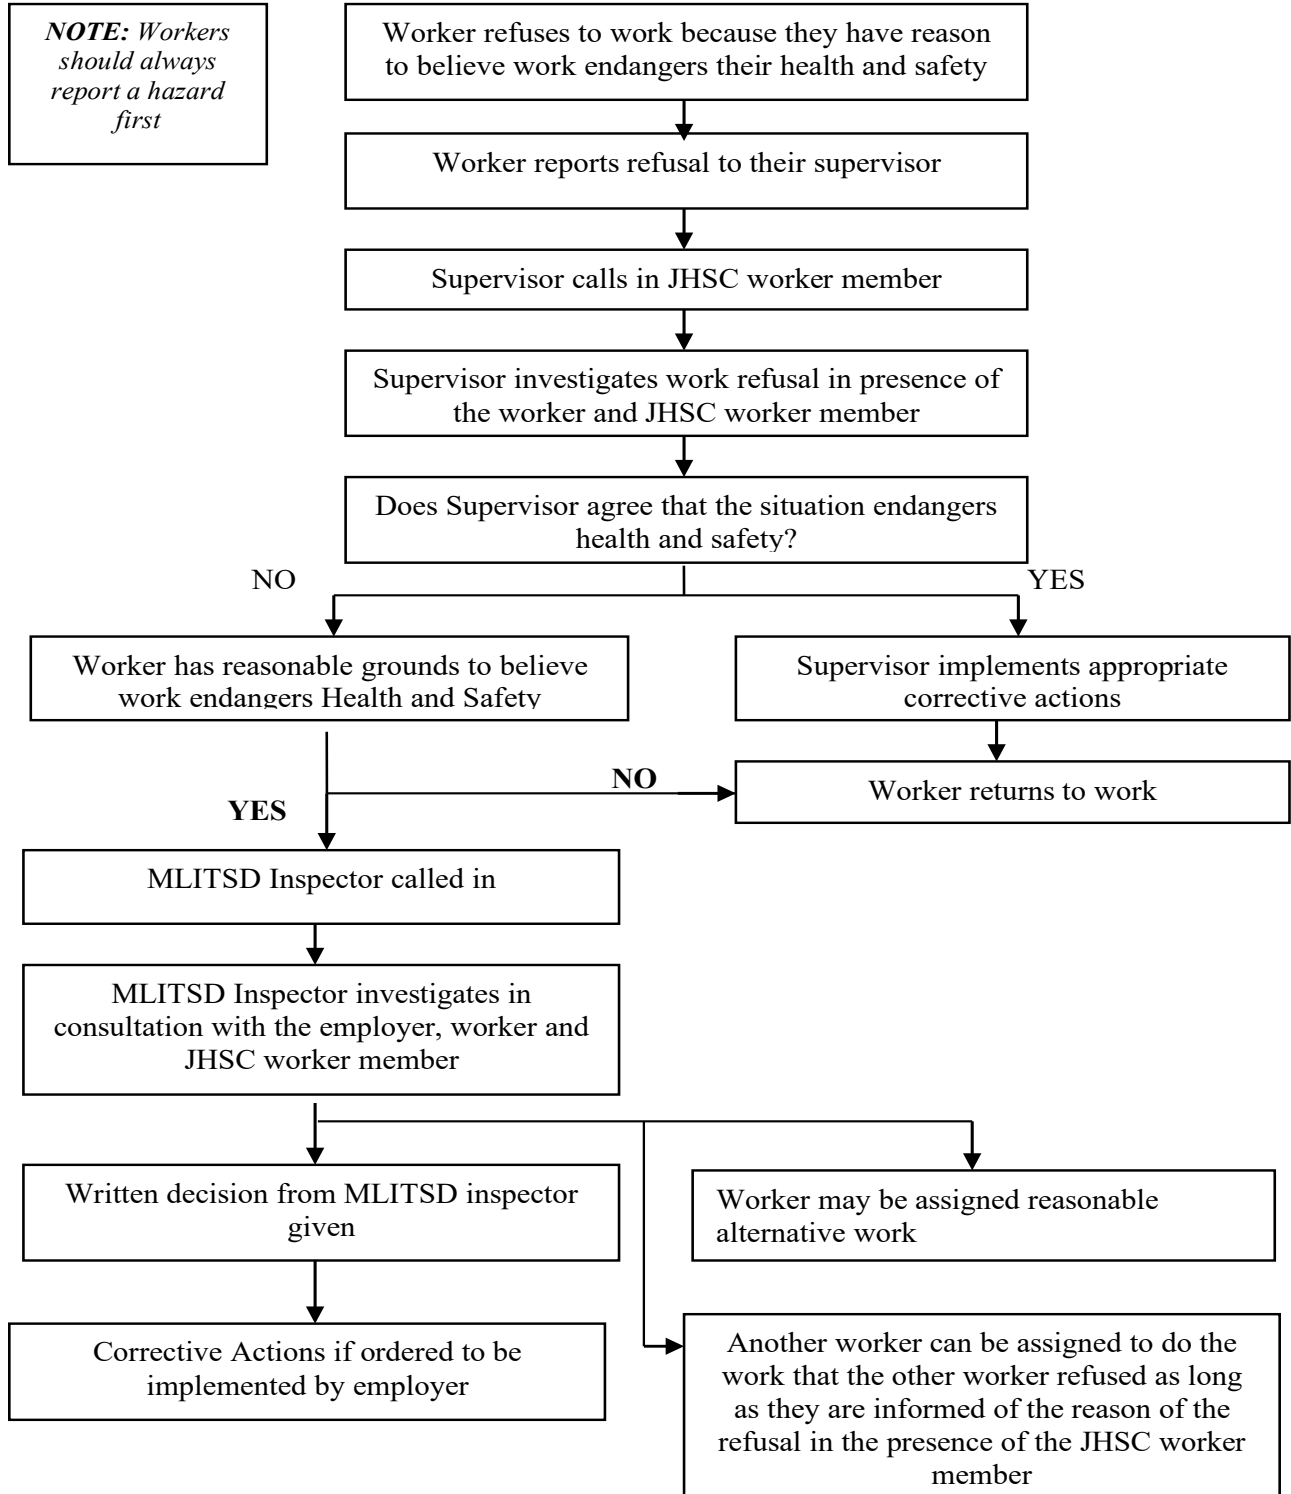 NOTE: Workers
should always
report a hazard
first
Worker refuses to work because they have reason
to believe work endangers their health and safety
Worker reports refusal to their supervisor
Supervisor calls in JHSC worker member
Supervisor investigates work refusal in presence of
the worker and JHSC worker member
Does Supervisor agree that the situation endangers
health and safety?
NO
YES
Worker has reasonable grounds to believe
work endangers Health and Safety
Supervisor implements appropriate
corrective actions
NO
Worker returns to work
YES
MLITSD Inspector called in
MLITSD Inspector investigates in
consultation with the employer, worker and
JHSC worker member
Written decision from MLITSD inspector
given
Worker may be assigned reasonable
alternative work
Corrective Actions if ordered to be
implemented by employer
Another worker can be assigned to do the
work that the other worker refused as long
as they are informed of the reason of the
refusal in the presence of the JHSC worker
member